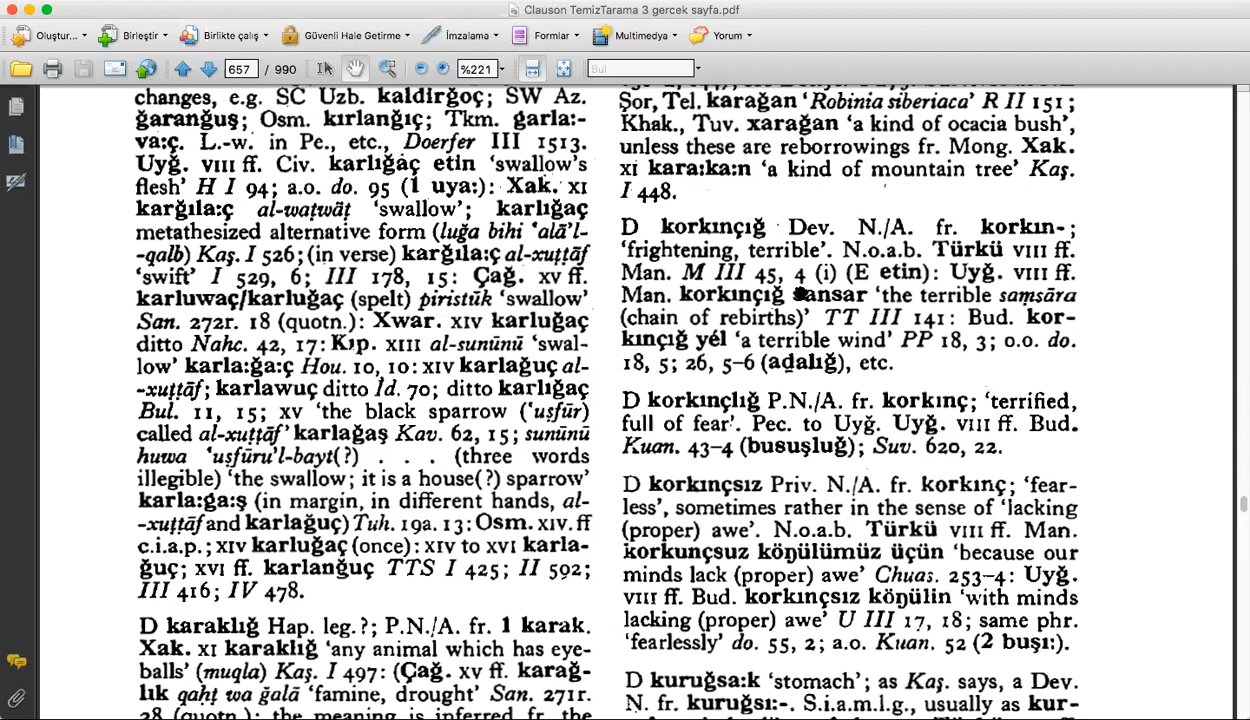 Clauson TemizTarama 3 gercek sayfa.pdf
Oluştur...
Birleştir
Birlikte çalış
Güvenli Hale Getirme
İmzalama
Formlar
Multimedya
Yorum
657 / 990
%221
Bul
changes, e.g. SC Uzb. kaldirğoç; SW Az.
ğaranğuş; Osm. kırlanğıç; Tkm. garla:-
va:ç. L.-w. in Pe., etc., Doerfer III 1513.
Uyğ. VIII ff. Civ. karlığaç etin ‘swallow’s
flesh’ H I 94; a.o. do. 95 (1 uya:): Xak. XI
karğıla:ç al-waṭwāṭ ‘swallow’; karlığaç
metathesized alternative form (luğa bihi ‘alā’l-
-qalb) Kaş. I 526; (in verse) karğıla:ç al-xuṭṭāf
‘swift’ I 529, 6; III 178, 15: Çağ. xv ff.
karluwaç/karluğaç (spelt) piristük ‘swallow’
San. 272r. 18 (quotn.): Xwar. XIV karluğaç
ditto Nahc. 42, 17: Kıp. XIII al-sunūnū ‘swal-
low’ karla:ğa:ç Hou. 10, 10: XIV karlağuç al-
-xuṭṭāf; karlawuç ditto Id. 70; ditto karlığaç
Bul. 11, 15; xv ‘the black sparrow (‘uṣfūr)
called al-xuṭṭāf’ karlağaş Kav. 62, 15; sunūnū
huwa ‘uṣfūru’l-bayt(?) . . . (three words
illegible) ‘the swallow; it is a house(?) sparrow’
karla:ğa:ş (in margin, in different hands, al-
-xuṭṭāf and karlağuç) Tuh. 19a. 13: Osm. XIV. ff
c.i.a.p.; XIV karluğaç (once): XIV to XVI karla-
ğuç; XVI ff. karlanğuç TTS I 425; II 592;
III 416; IV 478.
D karaklığ Hap. leg.?; P.N./A. fr. 1 karak.
Xak. XI karaklığ ‘any animal which has eye-
balls’ (muqla) Kaş. I 497: (Çağ. xv ff. karağ-
lık qaḥṭ wa ğalā ‘famine, drought’ San. 271r.
28 (quotn.); the meaning is inferred fr. the
Şor, Tel. karağan ‘Robinia siberiaca’ R II 151;
Khak., Tuv. xarağan ‘a kind of ocacia bush’,
unless these are reborrowings fr. Mong. Xak.
XI kara:ka:n ‘a kind of mountain tree’ Kaş.
I 448.
D korkınçığ Dev. N./A. fr. korkın-;
‘frightening, terrible’. N.o.a.b. Türkü VIII ff.
Man. M III 45, 4 (i) (E etin): Uyğ. VIII ff.
Man. korkınçığ sansar ‘the terrible saṃsāra
(chain of rebirths)’ TT III 141: Bud. kor-
kınçığ yél ‘a terrible wind’ PP 18, 3; o.o. do.
18, 5; 26, 5–6 (aḍalığ), etc.
D korkınçlığ P.N./A. fr. korkınç; ‘terrified,
full of fear’. Pec. to Uyğ. Uyğ. VIII ff. Bud.
Kuan. 43–4 (busuşluğ); Suv. 620, 22.
D korkınçsız Priv. N./A. fr. korkınç; ‘fear-
less’, sometimes rather in the sense of ‘lacking
(proper) awe’. N.o.a.b. Türkü VIII ff. Man.
korkunçsuz köŋülümüz üçün ‘because our
minds lack (proper) awe’ Chuas. 253–4: Uyğ.
VIII ff. Bud. korkınçsız köŋülin ‘with minds
lacking (proper) awe’ U III 17, 18; same phr.
‘fearlessly’ do. 55, 2; a.o. Kuan. 52 (2 buşı:).
D kuruğsa:k ‘stomach’; as Kaş. says, a Dev.
N. fr. kuruğsı:-. S.i.a.m.l.g., usually as kur-